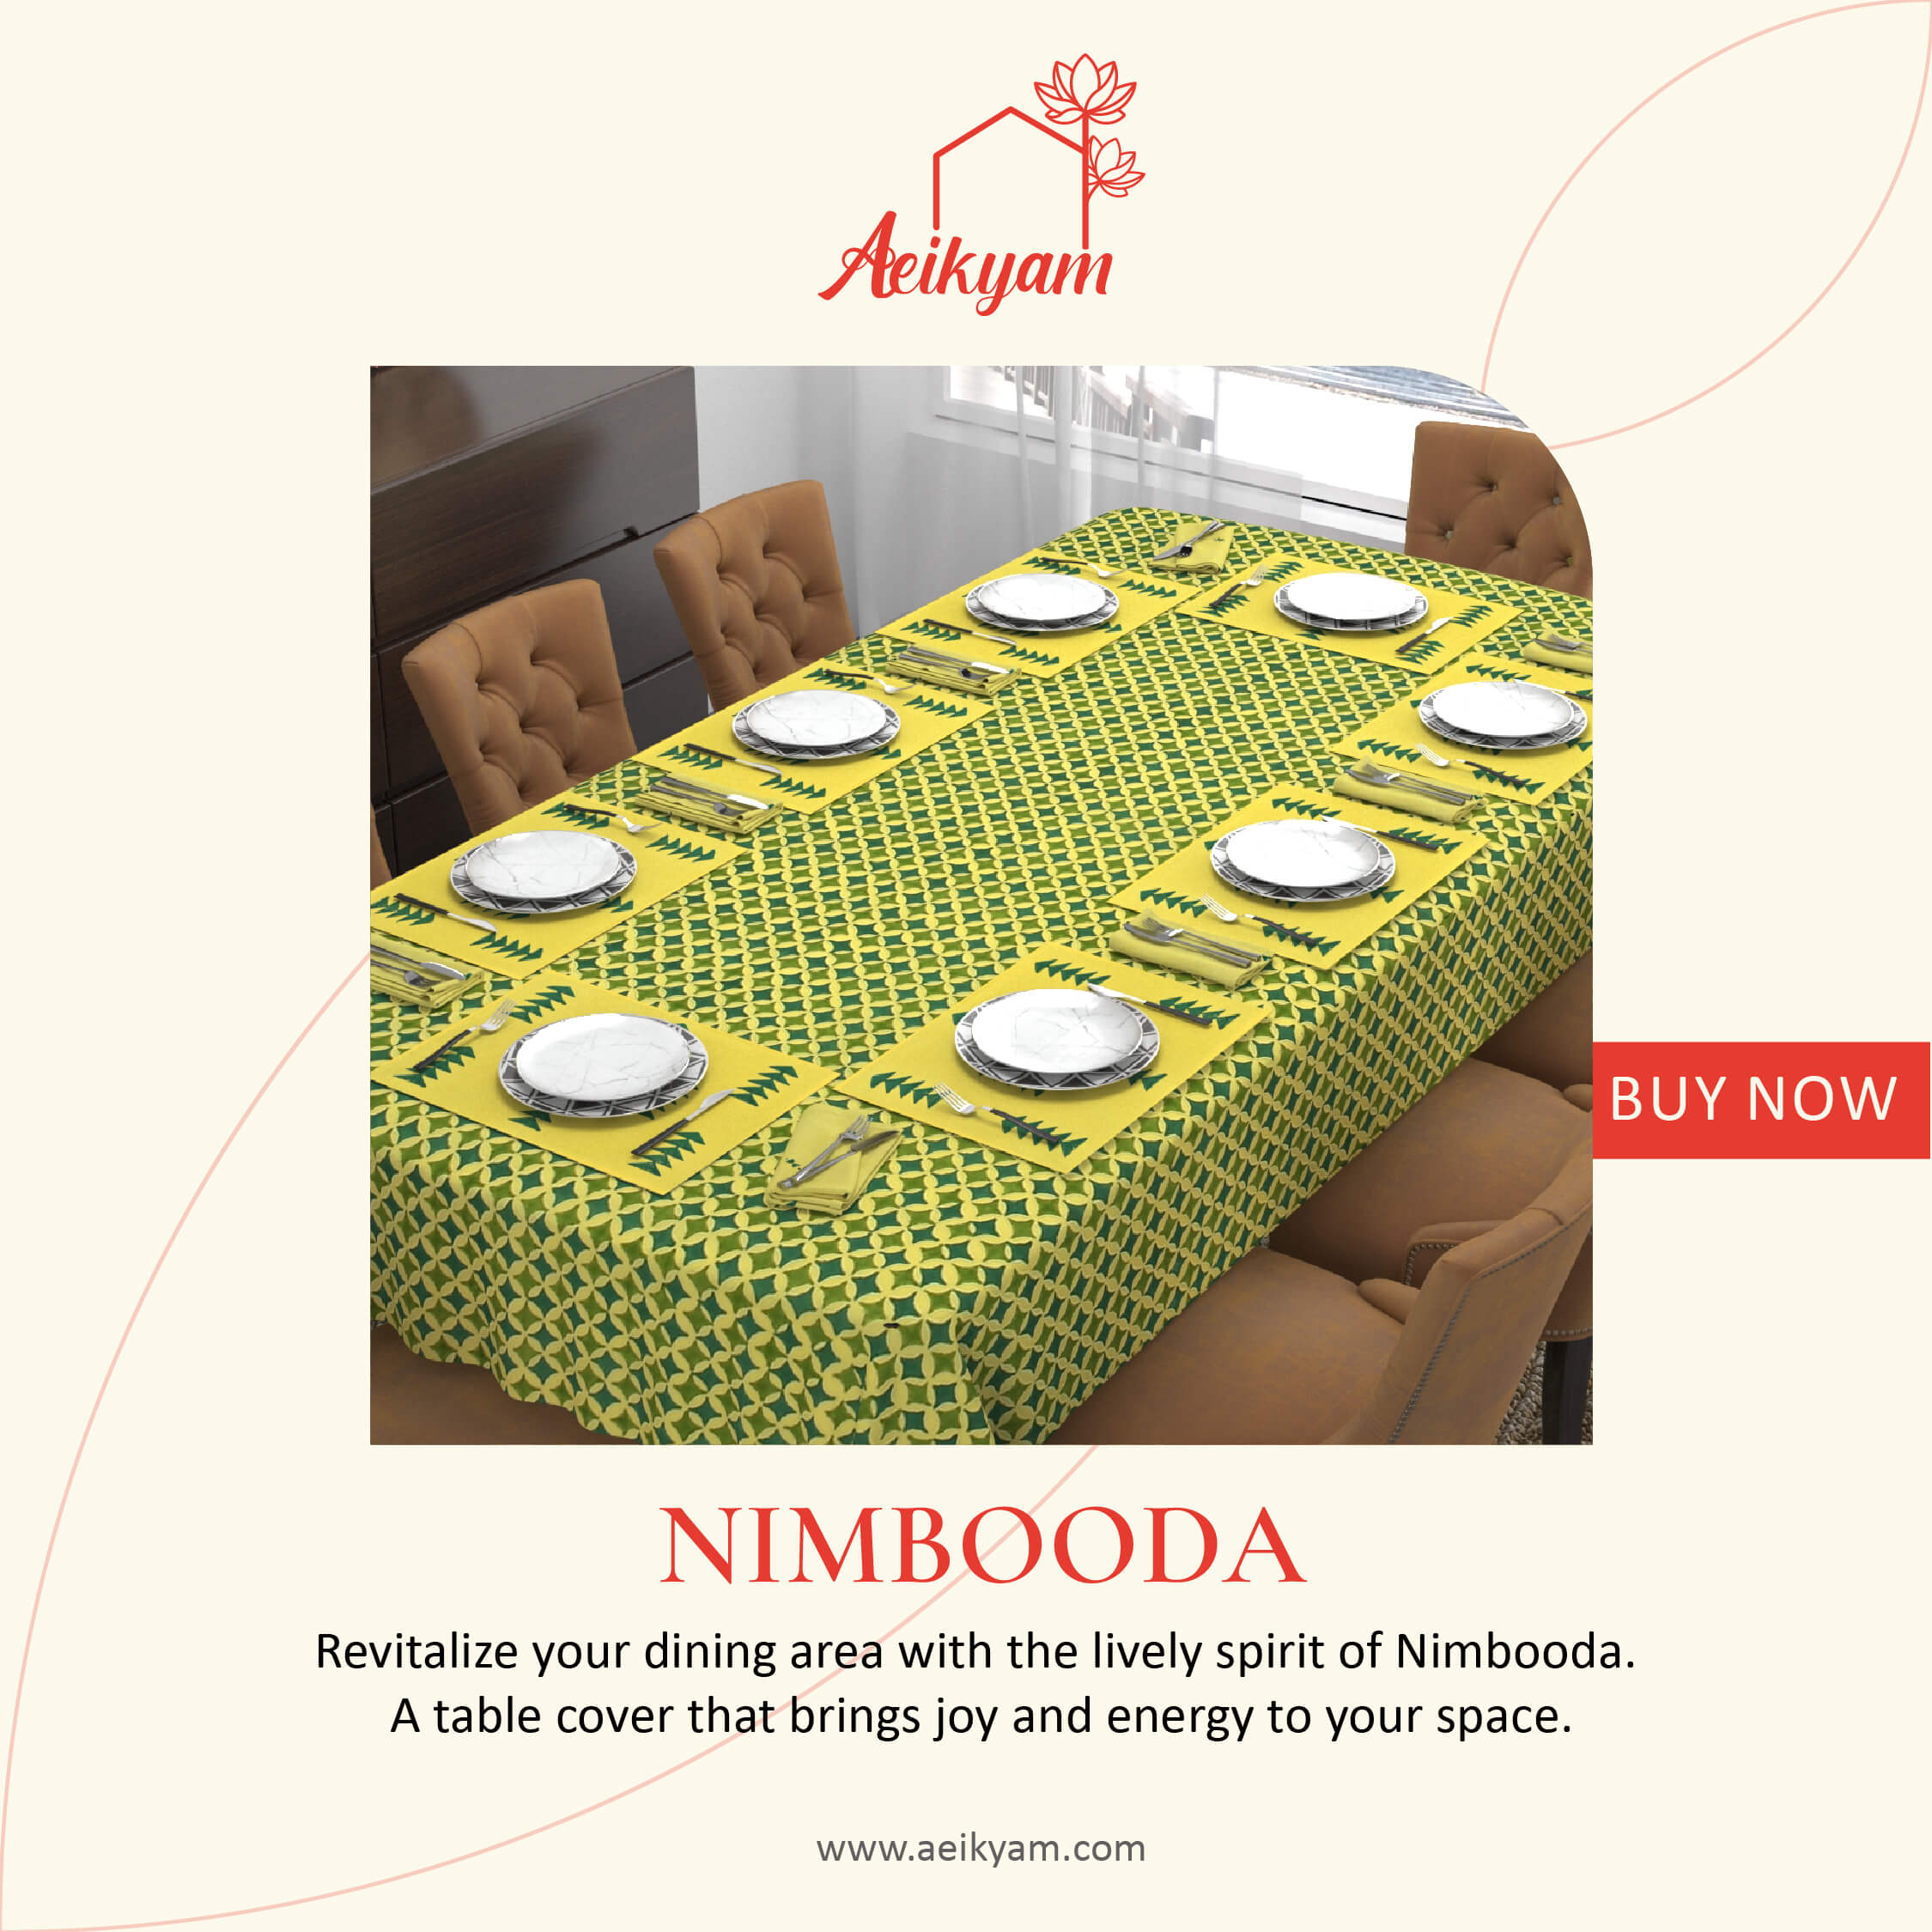 Aeikyam
BUY NOW
NIMBOODA
Revitalize your dining area with the lively spirit of Nimbooda.
A table cover that brings joy and energy to your space.
www.aeikyam.com